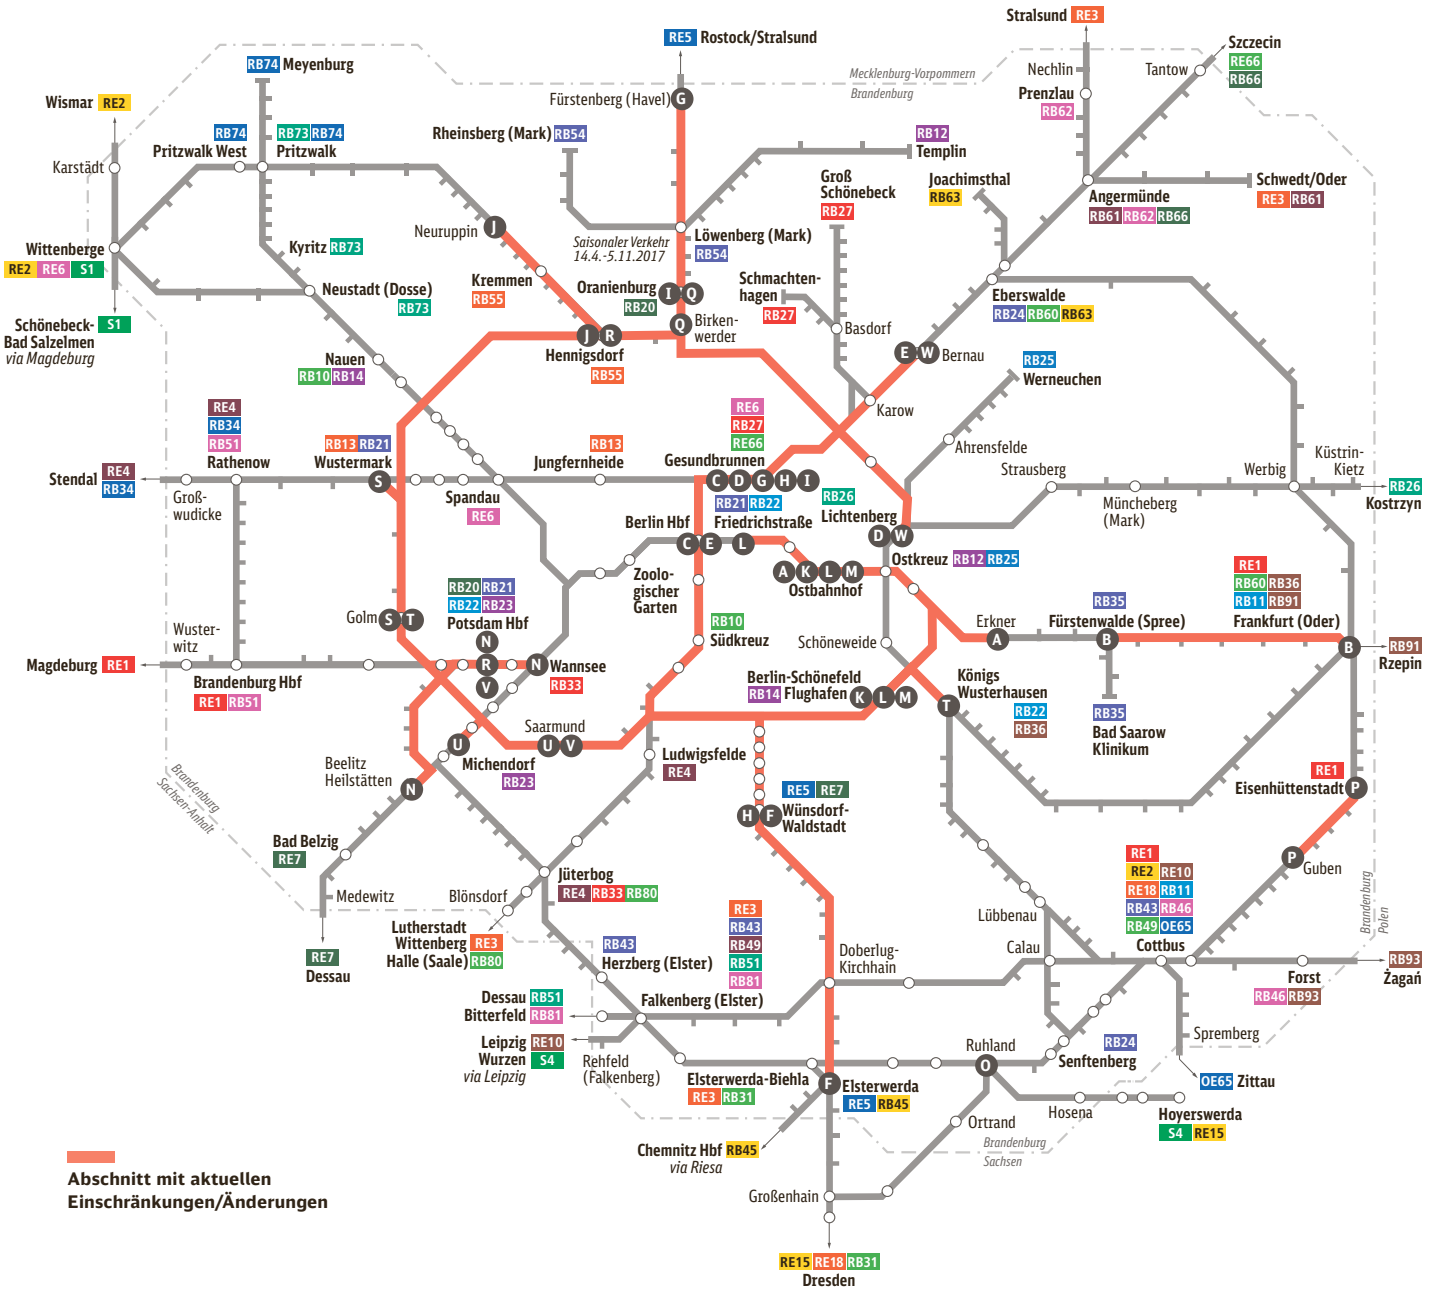 Stralsund RE3
RE5 Rostock/Stralsund
Szczecin
RE66
RB66
RB74 Meyenburg
Mecklenburg-Vorpommern
Brandenburg
Nechlin
Tantow
Prenzlau
RB62
Wismar RE2
Fürstenberg (Havel) G
RB74
Pritzwalk West
RB73 RB74
Pritzwalk
Rheinsberg (Mark) RB54
RB12
Templin
Karstädt
Groß
Schönebeck
RB27
Joachimsthal
RB63
Angermünde
RB61 RB62 RB66
Schwedt/Oder
RE3 RB61
Neuruppin J
Saisonaler Verkehr
14.4.-5.11.2017
Löwenberg (Mark)
RB54
Wittenberge
RE2 RE6 S1
Kyritz RB73
Kremmen
RB55
Oranienburg I Q
RB20
Schmachten-
hagen
RB27
Neustadt (Dosse)
RB73
Eberswalde
RB24 RB60 RB63
Schönebeck- S1
Bad Salzelmen
via Magdeburg
Q Birken-
werder
Basdorf
J R
Hennigsdorf
RB55
E W Bernau
RB25
Werneuchen
Nauen
RB10 RB14
Karow
RE4
RB34
RB51
Rathenow
RE6
RB27
RE66
Gesundbrunnen
C D G H I
RB21 RB22
RB13 RB21
Wustermark
S
RB13
Jungfernheide
Ahrensfelde
Strausberg
Werbig
Küstrin-
Kietz
Stendal RE4
RB34
Groß-
wudicke
Spandau
RE6
RB26
Lichtenberg
D W
Müncheberg
(Mark)
RB26
Kostrzyn
Berlin Hbf
C E
Friedrichstraße
L
Ostkreuz RB12 RB25
Zoolo-
gischer
Garten
A K L M
Ostbahnhof
RE1
RB60 RB36
RB11 RB91
Frankfurt (Oder)
B
Golm S T
RB20 RB21
RB22 RB23
Potsdam Hbf
N
R
V
N Wannsee
RB33
RB10
Südkreuz
Schöneweide
Erkner
A
RB35
Fürstenwalde (Spree)
B
RB91
Rzepin
Wuster-
witz
Magdeburg RE1
Brandenburg Hbf
RE1 RB51
Berlin-Schönefeld
RB14 Flughafen K L M
Königs
Wusterhausen
T
RB22
RB36
RB35
Bad Saarow
Klinikum
Saarmund
U U V
Michendorf
RB23
Beelitz
Heilstätten
N
Ludwigsfelde
RE4
RE1
Eisenhüttenstadt P
Brandenburg
Sachsen-Anhalt
RE5 RE7
H F Wünsdorf-
Waldstadt
Bad Belzig
RE7
Medewitz
Jüterbog
RE4 RB33 RB80
Blönsdorf
P Guben
RE1
RE2 RE10
RE18 RB11
RB43 RB46
RB49 OE65
Cottbus
Brandenburg
Polen
Lübbenau
Calau
Lutherstadt
Wittenberg RE3
Halle (Saale) RB80
RE7
Dessau
RB43
Herzberg (Elster)
RE3
RB43
RB49
RB51
RB81
Doberlug-
Kirchhain
RB93
Żagań
Forst
RB46 RB93
Dessau RB51
Bitterfeld RB81
Falkenberg (Elster)
Leipzig RE10
Wurzen S4
via Leipzig
Rehfeld
(Falkenberg)
Spremberg
Ruhland
O
RB24
Senftenberg
Elsterwerda-Biehla
RE3 RB31
F Elsterwerda
RE5 RB45
OE65 Zittau
Hosena
Hoyerswerda
S4 RE15
Ortrand
Brandenburg
Sachsen
Chemnitz Hbf RB45
via Riesa
Abschnitt mit aktuellen
Einschränkungen/Änderungen
Großenhain
RE15 RE18 RB31
Dresden